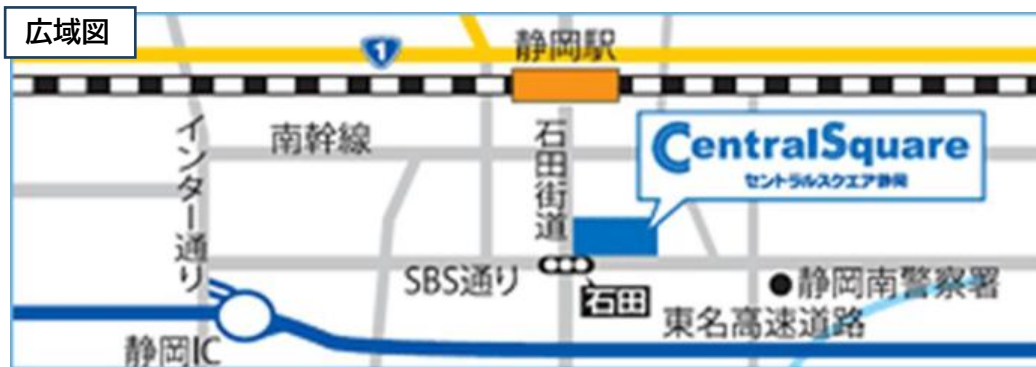 広域図
1
静岡駅
インター通り
南幹線
石田街道
CentralSquare
セントラルスクエア静岡
SBS通り
石田
静岡南警察署
東名高速道路
静岡IC